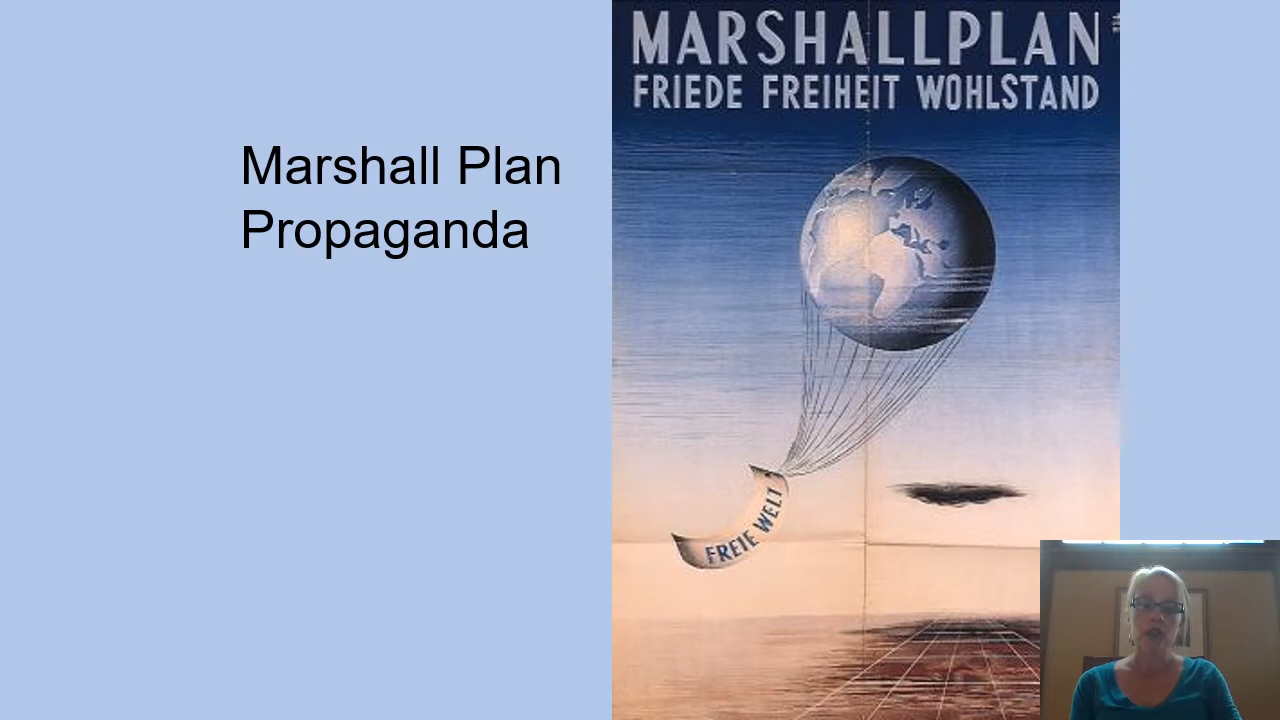 Marshall Plan
Propaganda
MARSHALLPLAN
FRIEDE FREIHEIT WOHLSTAND
FREIE WELT